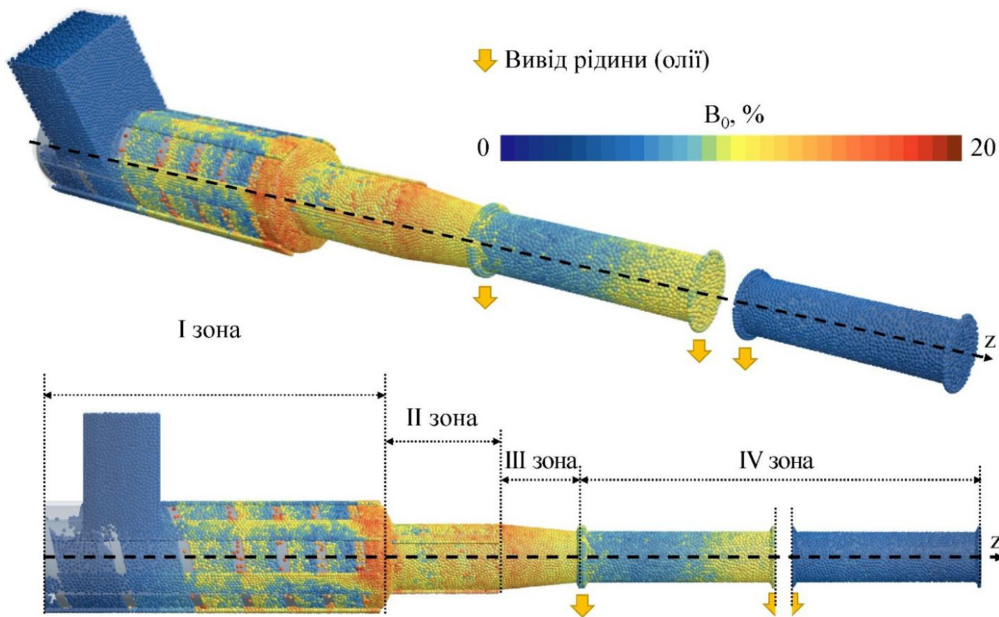 Вивід рідини (олії)
B₀, %
0
20
I зона
z
II зона
III зона
IV зона
z